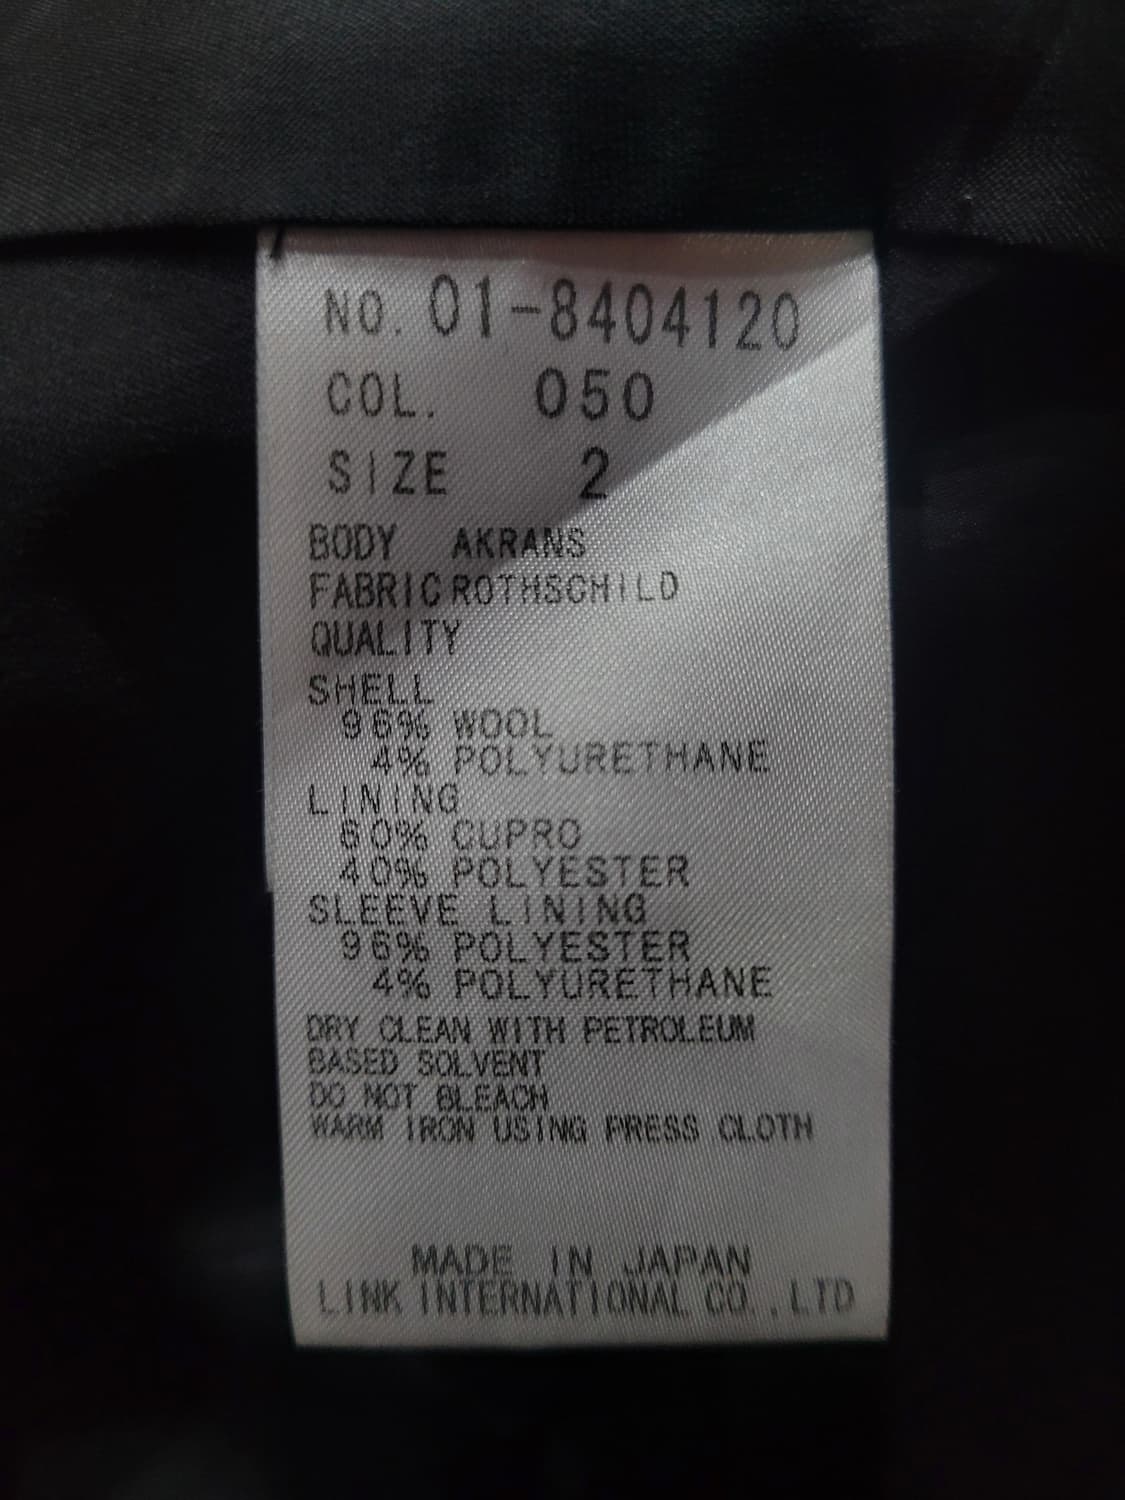 NO. 01-8404120
COL. 050
SIZE 2
BODY AKRANS
FABRIC ROTHSCHILD
QUALITY
SHELL
96% WOOL
4% POLYURETHANE
LINING
60% CUPRO
40% POLYESTER
SLEEVE LINING
96% POLYESTER
4% POLYURETHANE
DRY CLEAN WITH PETROLEUM
BASED SOLVENT
DO NOT BLEACH
WARM IRON USING PRESS CLOTH
MADE IN JAPAN
LINK INTERNATIONAL CO.,LTD